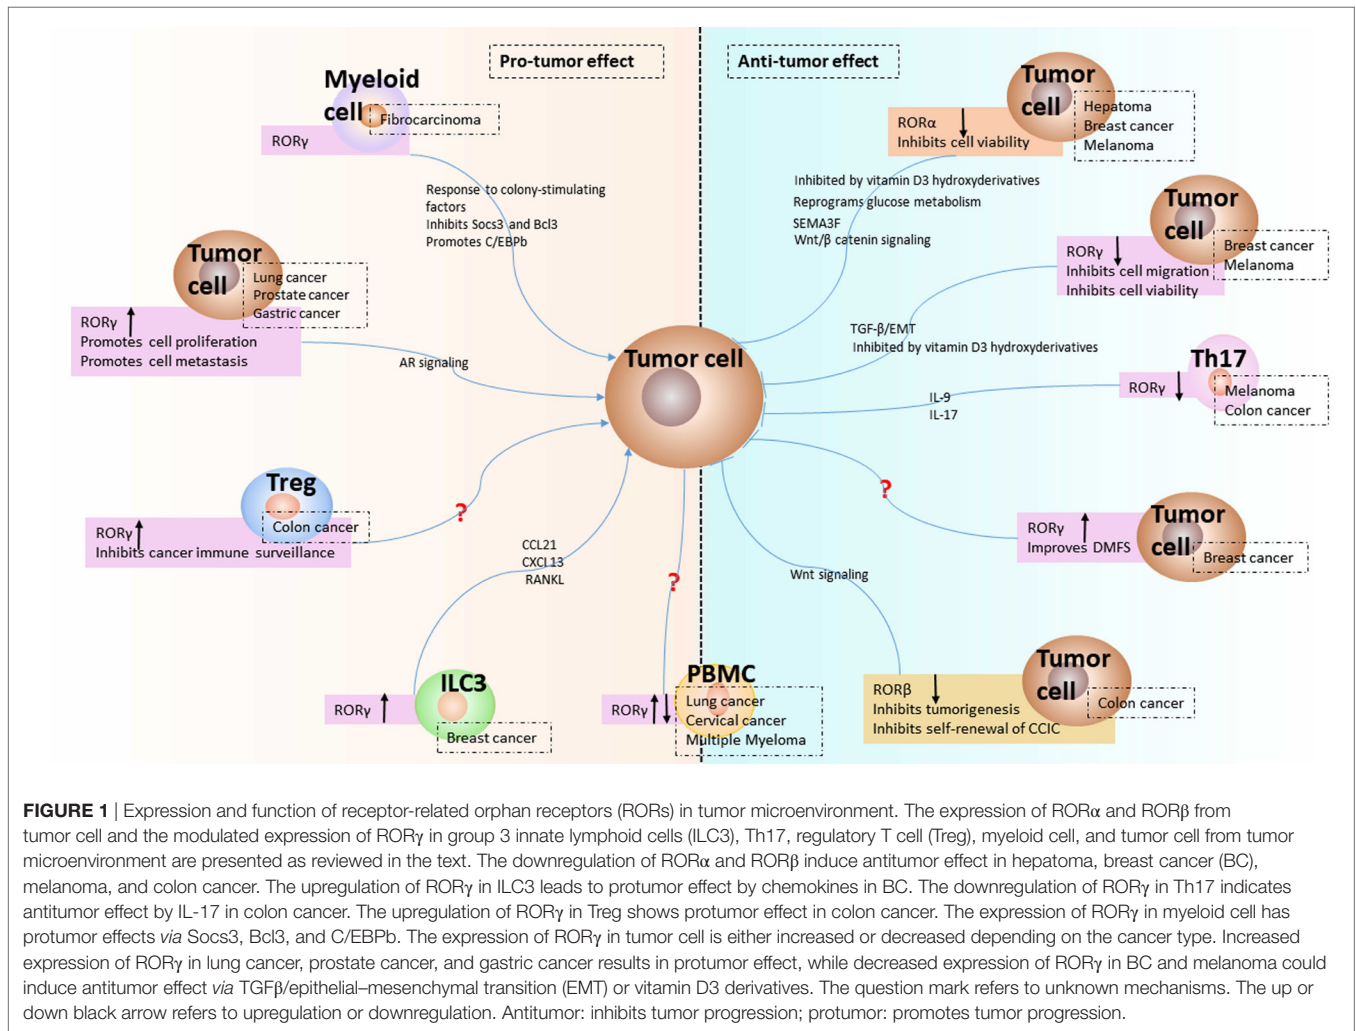 Pro-tumor effect
Anti-tumor effect
Myeloid
cell
Fibrocarcinoma
RORγ
Response to colony-stimulating
factors
Inhibits Socs3 and Bcl3
Promotes C/EBPb
Tumor
cell
Lung cancer
Prostate cancer
Gastric cancer
RORγ
Promotes cell proliferation
Promotes cell metastasis
AR signaling
Treg
Colon cancer
RORγ
Inhibits cancer immune surveillance
?
CCL21
CXCL13
RANKL
ILC3
RORγ
Breast cancer
Tumor cell
?
PBMC
RORγ
Lung cancer
Cervical cancer
Multiple Myeloma
Tumor
cell
Hepatoma
Breast cancer
Melanoma
RORα
Inhibits cell viability
Inhibited by vitamin D3 hydroxyderivatives
Reprograms glucose metabolism
SEMA3F
Wnt/β catenin signaling
Tumor
cell
Breast cancer
Melanoma
RORγ
Inhibits cell migration
Inhibits cell viability
TGF-β/EMT
Inhibited by vitamin D3 hydroxyderivatives
Th17
RORγ
Melanoma
Colon cancer
IL-9
IL-17
?
RORγ
Improves DMFS
Tumor
cell
Breast cancer
Wnt signaling
Tumor
cell
Colon cancer
RORβ
Inhibits tumorigenesis
Inhibits self-renewal of CCIC
FIGURE 1 | Expression and function of receptor-related orphan receptors (RORs) in tumor microenvironment. The expression of RORα and RORβ from
tumor cell and the modulated expression of RORγ in group 3 innate lymphoid cells (ILC3), Th17, regulatory T cell (Treg), myeloid cell, and tumor cell from tumor
microenvironment are presented as reviewed in the text. The downregulation of RORα and RORβ induce antitumor effect in hepatoma, breast cancer (BC),
melanoma, and colon cancer. The upregulation of RORγ in ILC3 leads to protumor effect by chemokines in BC. The downregulation of RORγ in Th17 indicates
antitumor effect by IL-17 in colon cancer. The upregulation of RORγ in Treg shows protumor effect in colon cancer. The expression of RORγ in myeloid cell has
protumor effects via Socs3, Bcl3, and C/EBPb. The expression of RORγ in tumor cell is either increased or decreased depending on the cancer type. Increased
expression of RORγ in lung cancer, prostate cancer, and gastric cancer results in protumor effect, while decreased expression of RORγ in BC and melanoma could
induce antitumor effect via TGFβ/epithelial–mesenchymal transition (EMT) or vitamin D3 derivatives. The question mark refers to unknown mechanisms. The up or
down black arrow refers to upregulation or downregulation. Antitumor: inhibits tumor progression; protumor: promotes tumor progression.